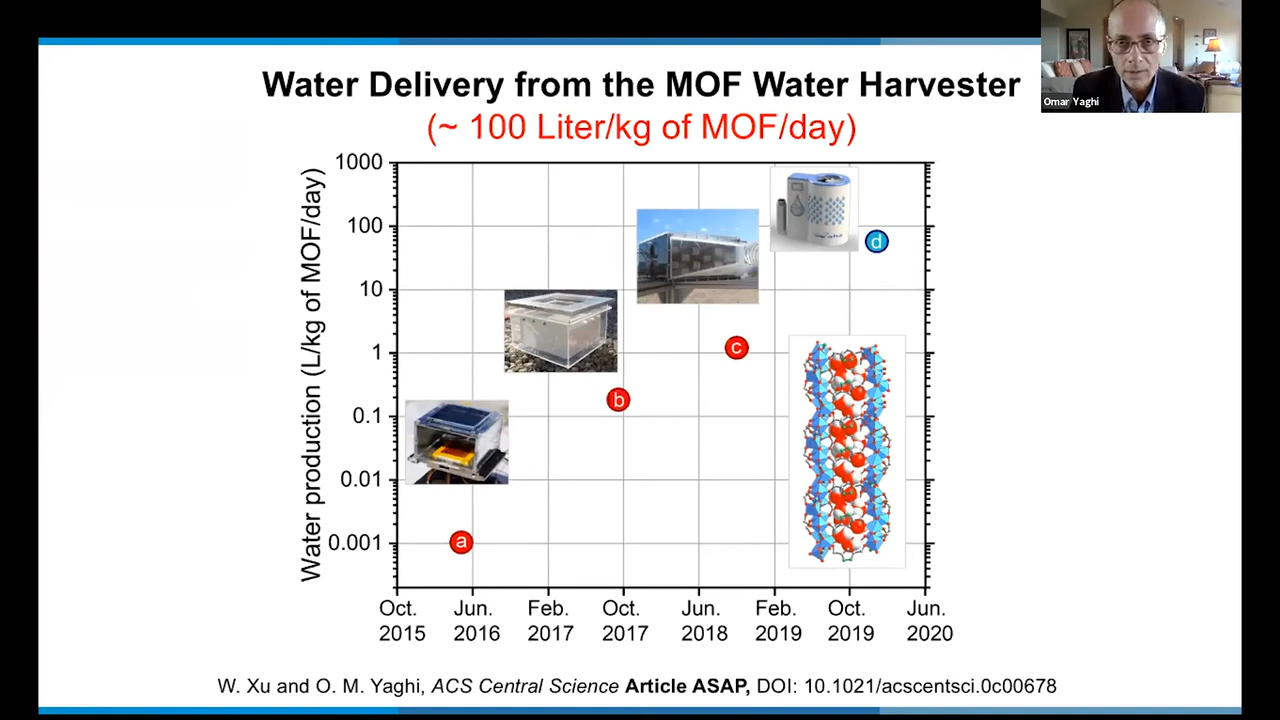 Water Delivery from the MOF Water Harvester
(~ 100 Liter/kg of MOF/day)
Omar Yaghi
Water production (L/kg of MOF/day)
1000
100
10
1
0.1
0.01
0.001
a
b
c
d
Oct. 2015
Jun. 2016
Feb. 2017
Oct. 2017
Jun. 2018
Feb. 2019
Oct. 2019
Jun. 2020
W. Xu and O. M. Yaghi, ACS Central Science Article ASAP, DOI: 10.1021/acscentsci.0c00678